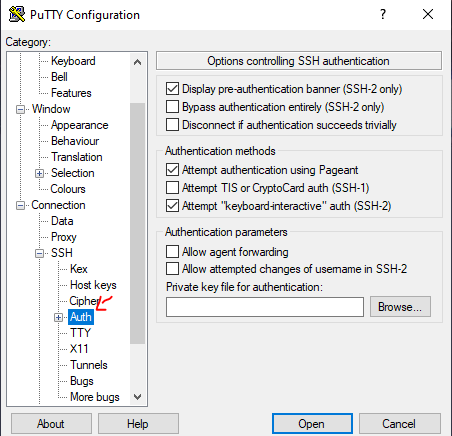 PuTTY Configuration
?
Category:
Keyboard
Bell
Features
Window
Appearance
Behaviour
Translation
Selection
Colours
Connection
Data
Proxy
SSH
Kex
Host keys
Cipher
Auth
TTY
X11
Tunnels
Bugs
More bugs
Options controlling SSH authentication
Display pre-authentication banner (SSH-2 only)
Bypass authentication entirely (SSH-2 only)
Disconnect if authentication succeeds trivially
Authentication methods
Attempt authentication using Pageant
Attempt TIS or CryptoCard auth (SSH-1)
Attempt "keyboard-interactive" auth (SSH-2)
Authentication parameters
Allow agent forwarding
Allow attempted changes of username in SSH-2
Private key file for authentication:
Browse...
About
Help
Open
Cancel